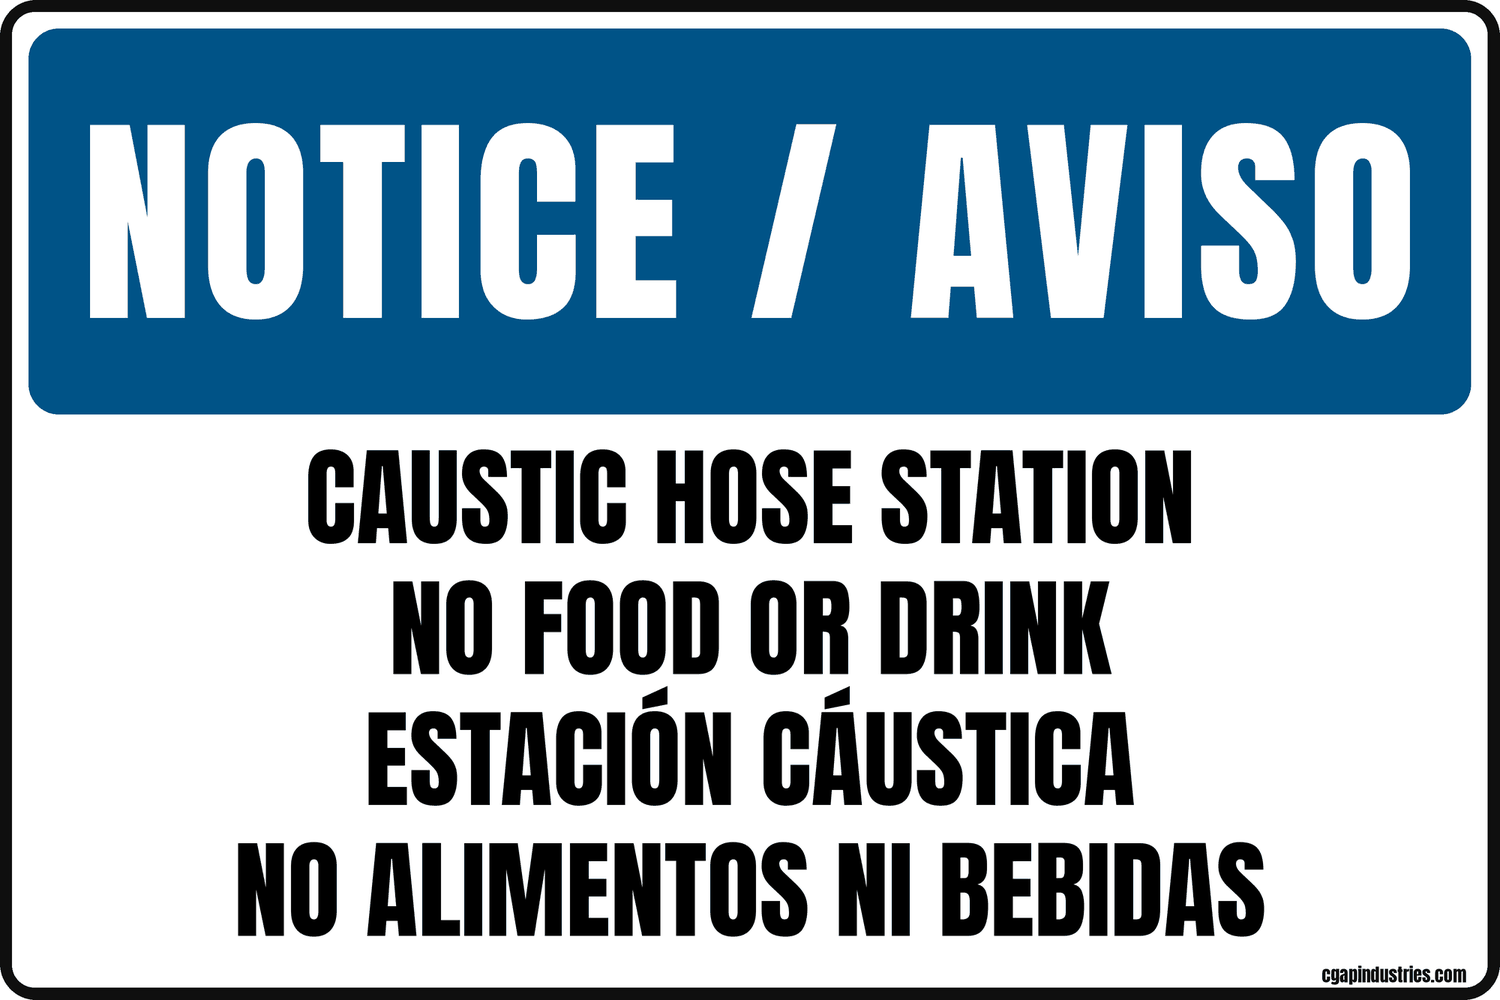 NOTICE / AVISO
CAUSTIC HOSE STATION
NO FOOD OR DRINK
ESTACIÓN CÁUSTICA
NO ALIMENTOS NI BEBIDAS
cgapindustries.com